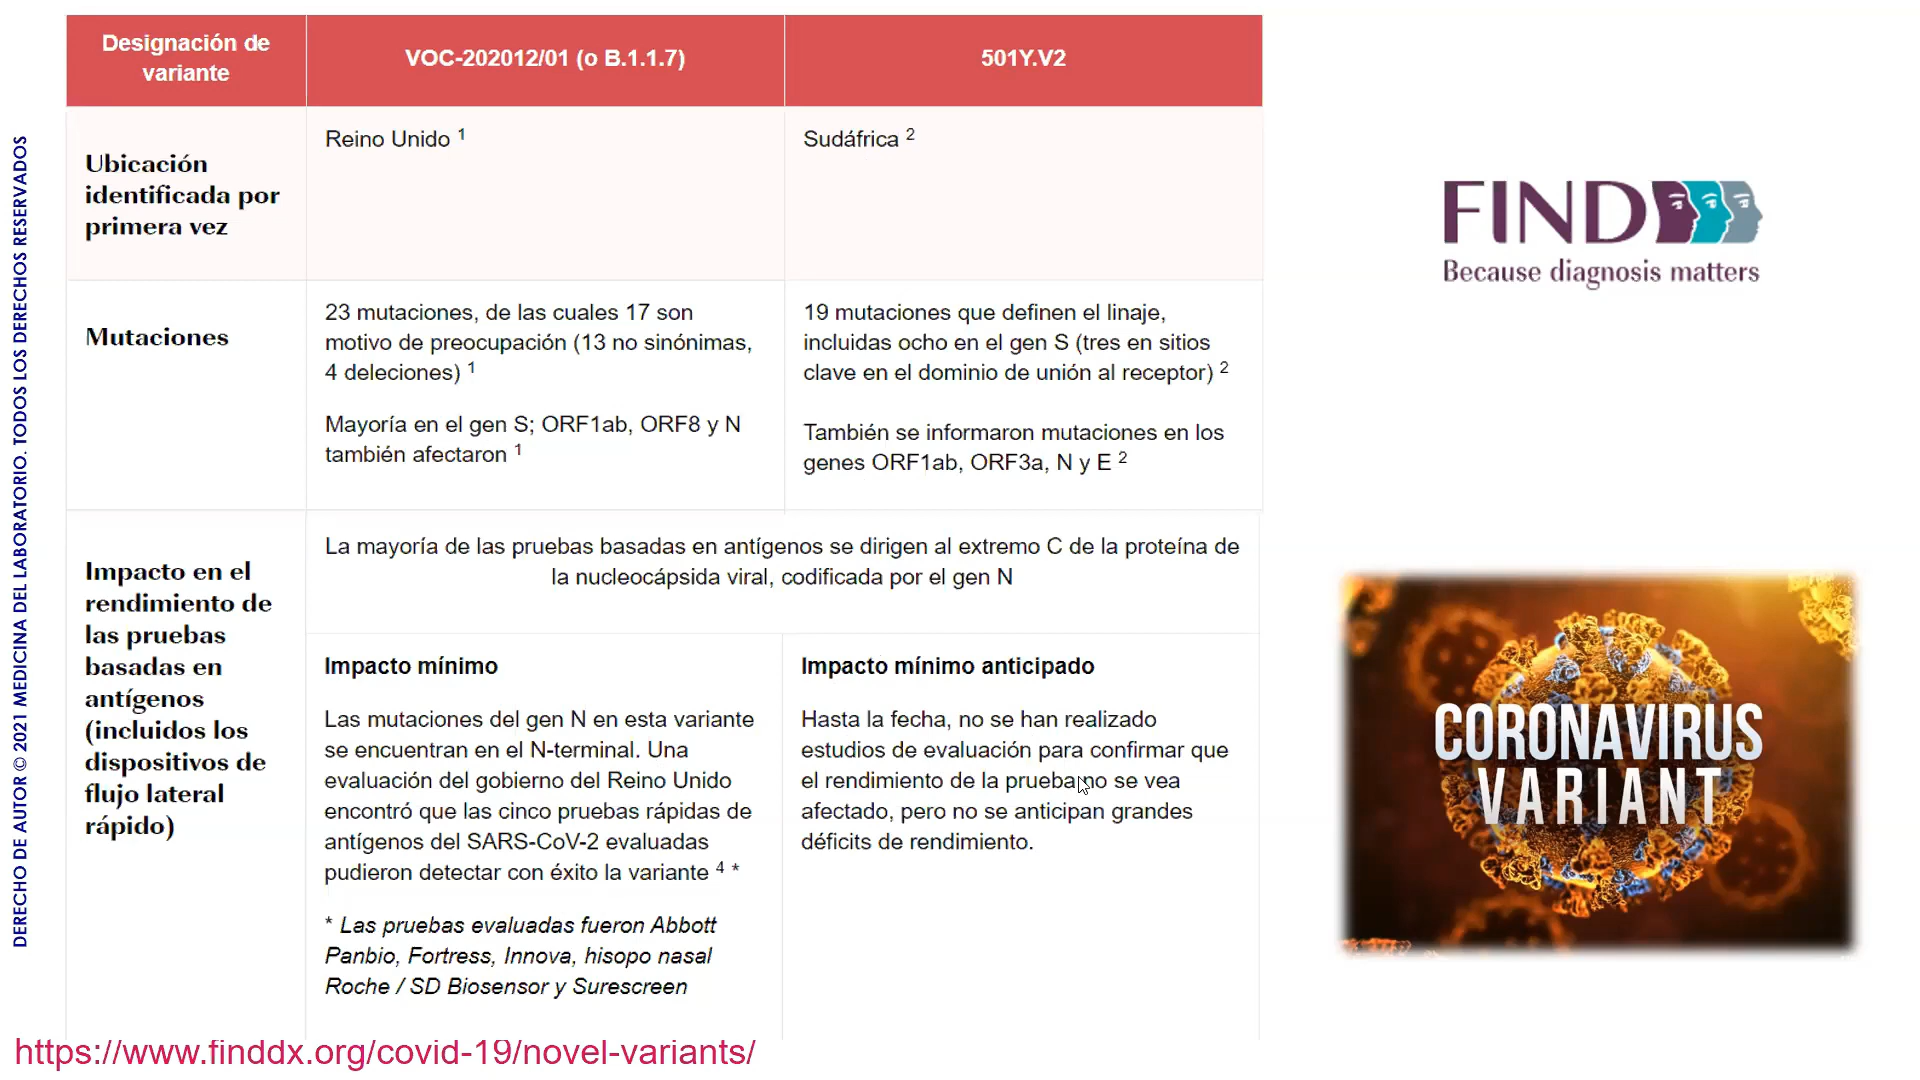 Designación de
variante
VOC-202012/01 (o B.1.1.7)
501Y.V2
Ubicación
identificada por
primera vez
Reino Unido ¹
Sudáfrica ²
Mutaciones
23 mutaciones, de las cuales 17 son
motivo de preocupación (13 no sinónimas,
4 deleciones) ¹
Mayoría en el gen S; ORF1ab, ORF8 y N
también afectaron ¹
19 mutaciones que definen el linaje,
incluidas ocho en el gen S (tres en sitios
clave en el dominio de unión al receptor) ²
También se informaron mutaciones en los
genes ORF1ab, ORF3a, N y E ²
Impacto en el
rendimiento de
las pruebas
basadas en
antígenos
(incluidos los
dispositivos de
flujo lateral
rápido)
La mayoría de las pruebas basadas en antígenos se dirigen al extremo C de la proteína de
la nucleocápsida viral, codificada por el gen N
Impacto mínimo
Las mutaciones del gen N en esta variante
se encuentran en el N-terminal. Una
evaluación del gobierno del Reino Unido
encontró que las cinco pruebas rápidas de
antígenos del SARS-CoV-2 evaluadas
pudieron detectar con éxito la variante ⁴ *
* Las pruebas evaluadas fueron Abbott
Panbio, Fortress, Innova, hisopo nasal
Roche / SD Biosensor y Surescreen
Impacto mínimo anticipado
Hasta la fecha, no se han realizado
estudios de evaluación para confirmar que
el rendimiento de la prueba no se vea
afectado, pero no se anticipan grandes
déficits de rendimiento.
https://www.finddx.org/covid-19/novel-variants/
DERECHO DE AUTOR © 2021 MEDICINA DEL LABORATORIO. TODOS LOS DERECHOS RESERVADOS
FIND
Because diagnosis matters
CORONAVIRUS
VARIANT